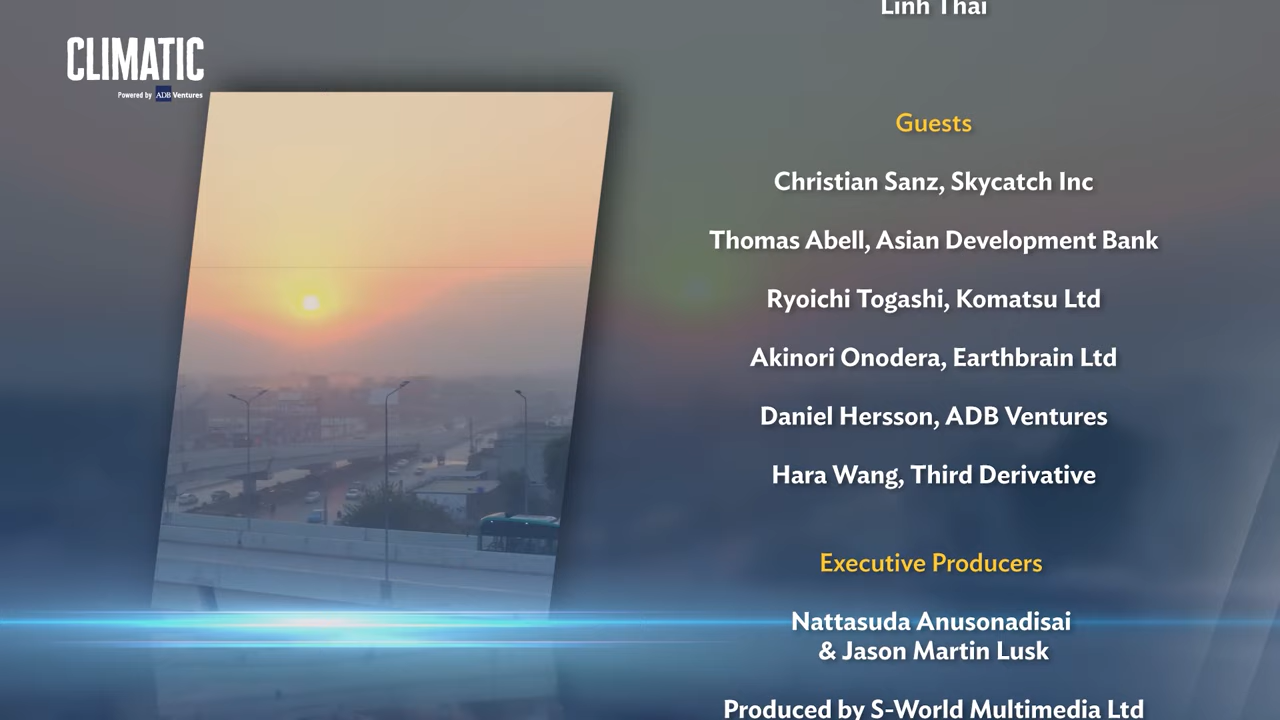 CLIMATIC
Powered by ADB Ventures
Linh Thai
Guests
Christian Sanz, Skycatch Inc
Thomas Abell, Asian Development Bank
Ryoichi Togashi, Komatsu Ltd
Akinori Onodera, Earthbrain Ltd
Daniel Hersson, ADB Ventures
Hara Wang, Third Derivative
Executive Producers
Nattasuda Anusonadisai
& Jason Martin Lusk
Produced by S-World Multimedia Ltd